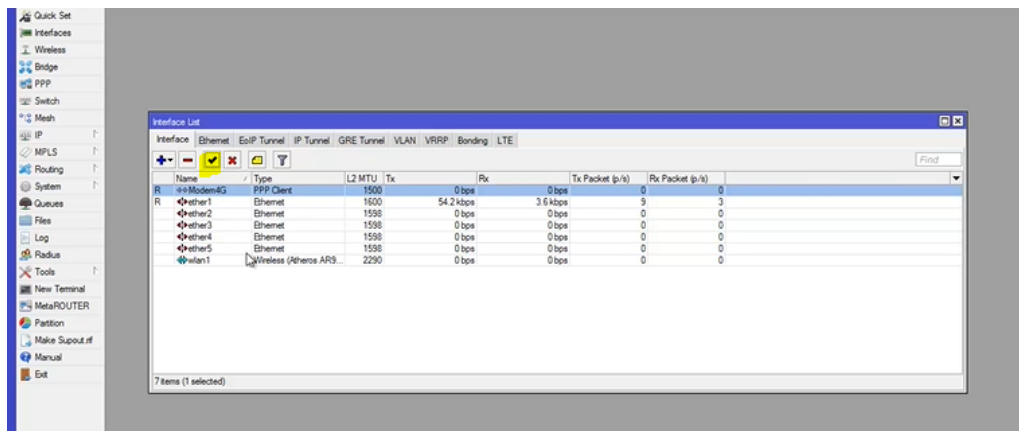 Quick Set
Interfaces
Wireless
Bridge
PPP
Switch
Mesh
IP
MPLS
Routing
System
Queues
Files
Log
Radius
Tools
New Terminal
MetaROUTER
Partition
Make Supout.rif
Manual
Exit
Interface List
Interface Ethernet EoIP Tunnel IP Tunnel GRE Tunnel VLAN VRRP Bonding LTE
Find
Name Type L2 MTU Tx Rx Tx Packet (p/s) Rx Packet (p/s)
R Modem4G PPP Client 1500 0 bps 0 bps 0 0
R ether1 Ethernet 1600 54.2 kbps 3.6 kbps 9 3
ether2 Ethernet 1598 0 bps 0 bps 0 0
ether3 Ethernet 1598 0 bps 0 bps 0 0
ether4 Ethernet 1598 0 bps 0 bps 0 0
ether5 Ethernet 1598 0 bps 0 bps 0 0
wlan1 Wireless (Atheros AR9... 2290 0 bps 0 bps 0 0
7 items (1 selected)